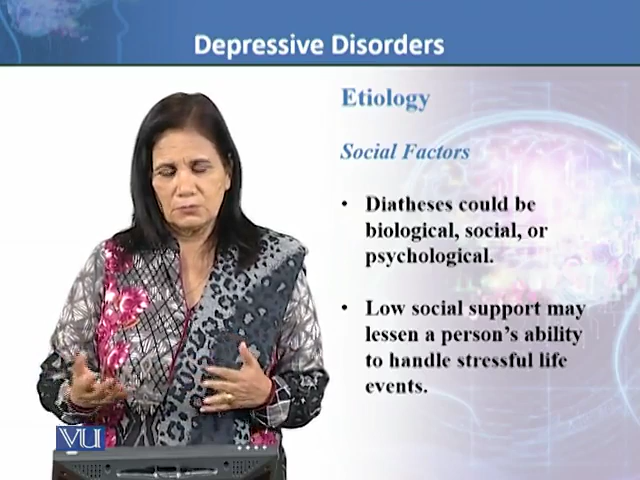 Depressive Disorders
Etiology
Social Factors
• Diatheses could be
biological, social, or
psychological.
• Low social support may
lessen a person's ability
to handle stressful life
events.
VU